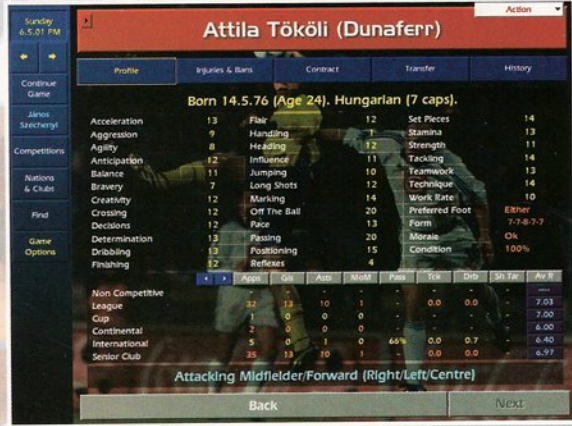 Sunday
6.5.01 PM
Action
Attila Tököli (Dunaferr)
Profile Injuries & Bans Contract Transfer History
Continue
Game
János
Széchenyi
Competitions
Nations
& Clubs
Find
Game
Options
Born 14.5.76 (Age 24). Hungarian (7 caps).
Acceleration 13 Flair 12 Set Pieces 14
Aggression 9 Handling 1 Stamina 13
Agility 8 Heading 12 Strength 11
Anticipation 12 Influence 11 Tackling 14
Balance 11 Jumping 10 Teamwork 13
Bravery 7 Long Shots 12 Technique 14
Creativity 12 Marking 14 Work Rate 10
Crossing 12 Off The Ball 20 Preferred Foot Either
Decisions 12 Pace 13 Form 7-7-8-7-7
Determination 13 Passing 20 Morale Ok
Dribbling 13 Positioning 15 Condition 100%
Finishing 12 Reflexes 4
Apps Gls Asts MoM Pass Tck Drb Sh Tar Av R
Non Competitive - - - - - - - - ----
League 32 13 10 1 - 0.0 0.0 - 7.03
Cup 1 0 0 0 - - - - 7.00
Continental 2 0 0 0 - - - - 6.00
International 5 0 1 0 66% 0.0 0.7 - 6.40
Senior Club 35 13 10 1 - 0.0 0.0 - 6.97
Attacking Midfielder/Forward (Right/Left/Centre)
Back Next